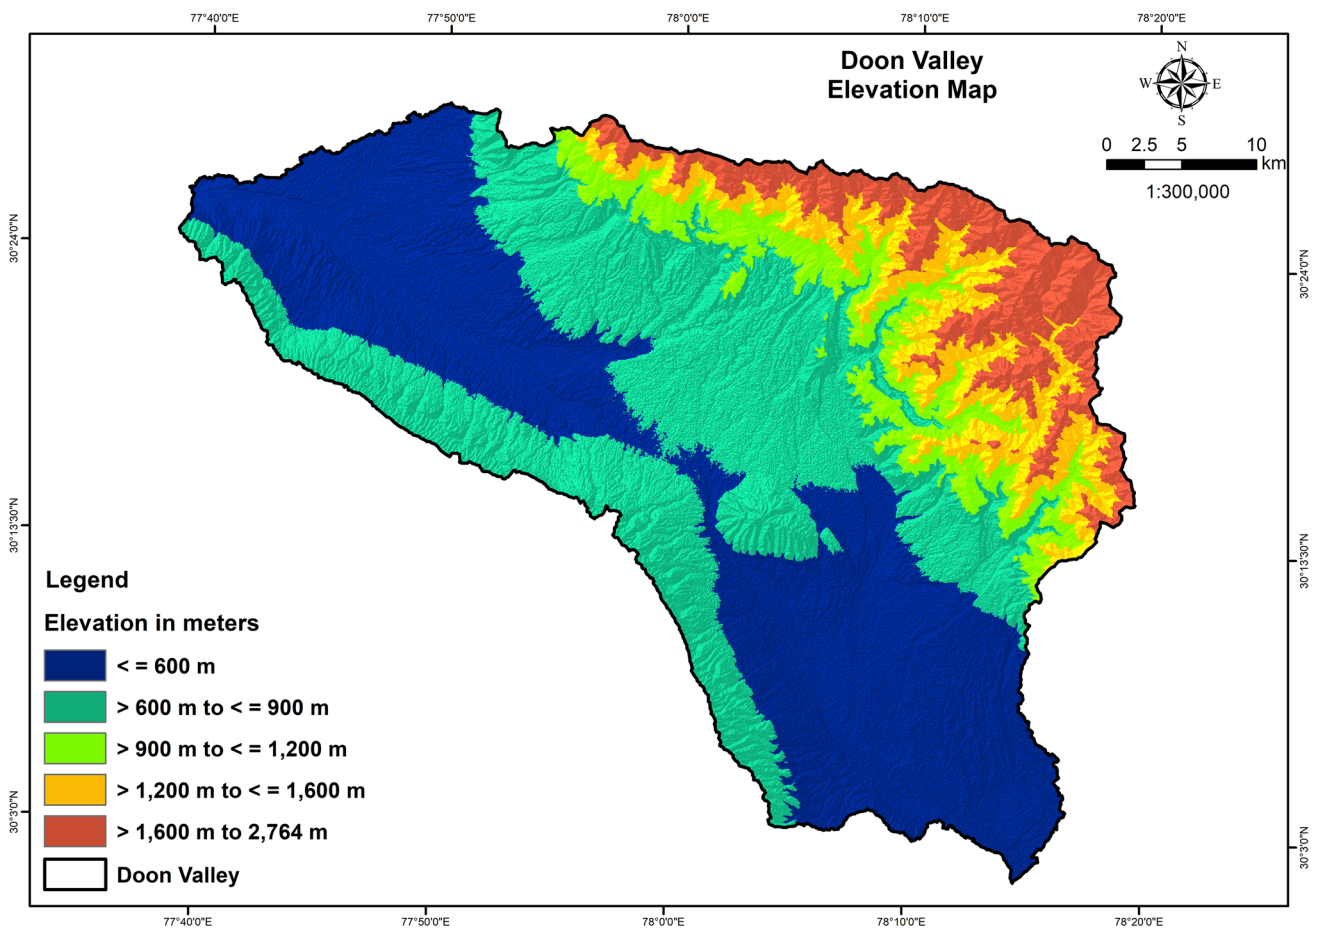 77°40'0"E
77°50'0"E
78°0'0"E
78°10'0"E
78°20'0"E
Doon Valley
Elevation Map
N
W
E
S
0 2.5 5 10
km
1:300,000
30°24'0"N
30°24'0"N
30°13'30"N
30°13'30"N
30°3'0"N
30°3'0"N
Legend
Elevation in meters
< = 600 m
> 600 m to < = 900 m
> 900 m to < = 1,200 m
> 1,200 m to < = 1,600 m
> 1,600 m to 2,764 m
Doon Valley
77°40'0"E
77°50'0"E
78°0'0"E
78°10'0"E
78°20'0"E